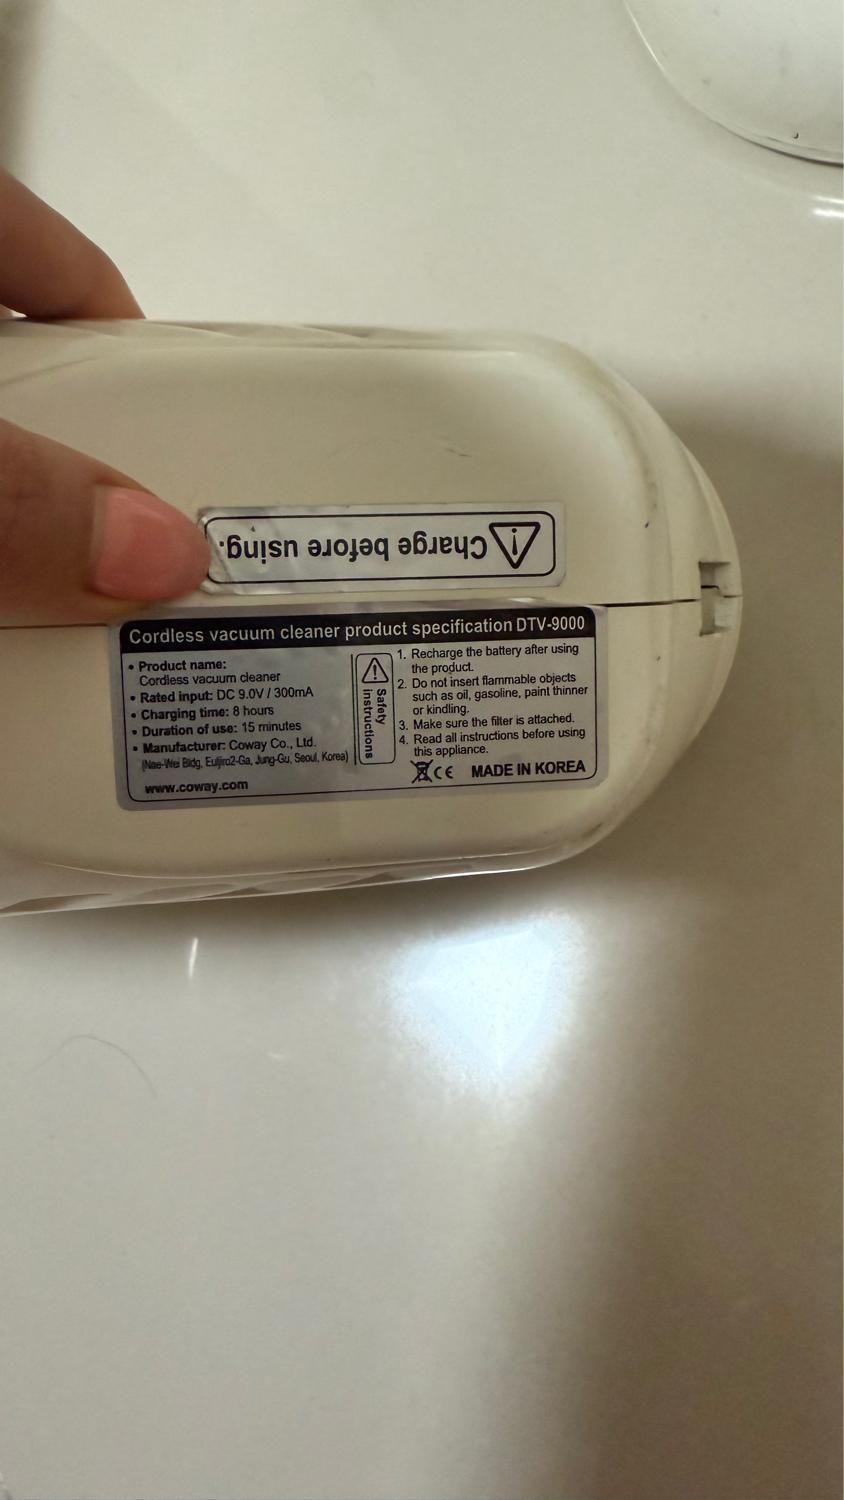 Charge before using.
Cordless vacuum cleaner product specification DTV-9000
• Product name:
Cordless vacuum cleaner
• Rated input: DC 9.0V / 300mA
• Charging time: 8 hours
• Duration of use: 15 minutes
• Manufacturer: Coway Co., Ltd.
(Nae-Wei Bldg, Euljiro2-Ga, Jung-Gu, Seoul, Korea)
www.coway.com
Safety
instructions
1. Recharge the battery after using
the product.
2. Do not insert flammable objects
such as oil, gasoline, paint thinner
or kindling.
3. Make sure the filter is attached.
4. Read all instructions before using
this appliance.
CE MADE IN KOREA